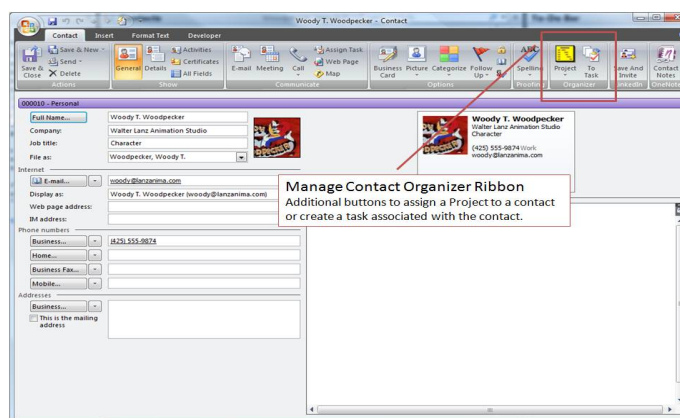 Woody T. Woodpecker - Contact
To-Do Bar
Contact Insert Format Text Developer
Save & Close
Save & New
Send
Delete
Actions
General
Details
Activities
Certificates
All Fields
Show
E-mail
Meeting
Call
Assign Task
Web Page
Map
Communicate
Business Card
Picture
Categorize
Follow Up
Options
Spelling
Proofing
Project
To Task
Organizer
Save And Invite
LinkedIn
Contact Notes
OneNote
000010 - Personal
Full Name... Woody T. Woodpecker
Company: Walter Lanz Animation Studio
Job title: Character
File as: Woodpecker, Woody T.
Internet
E-mail... woody@lanzanima.com
Display as: Woody T. Woodpecker (woody@lanzanima.com)
Web page address:
IM address:
Phone numbers
Business... (425) 555-9874
Home...
Business Fax...
Mobile...
Addresses
Business...
This is the mailing
address
Woody T. Woodpecker
Walter Lanz Animation Studio
Character
(425) 555-9874 Work
woody@lanzanima.com
Manage Contact Organizer Ribbon
Additional buttons to assign a Project to a contact
or create a task associated with the contact.